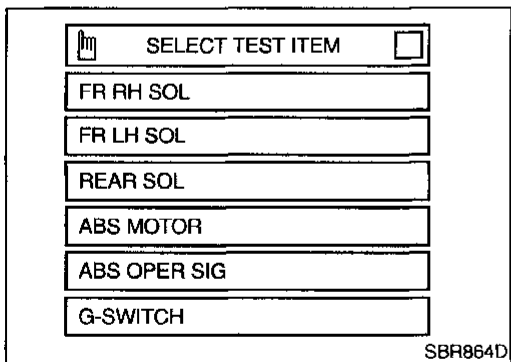 SELECT TEST ITEM
FR RH SOL
FR LH SOL
REAR SOL
ABS MOTOR
ABS OPER SIG
G-SWITCH
SBR864D